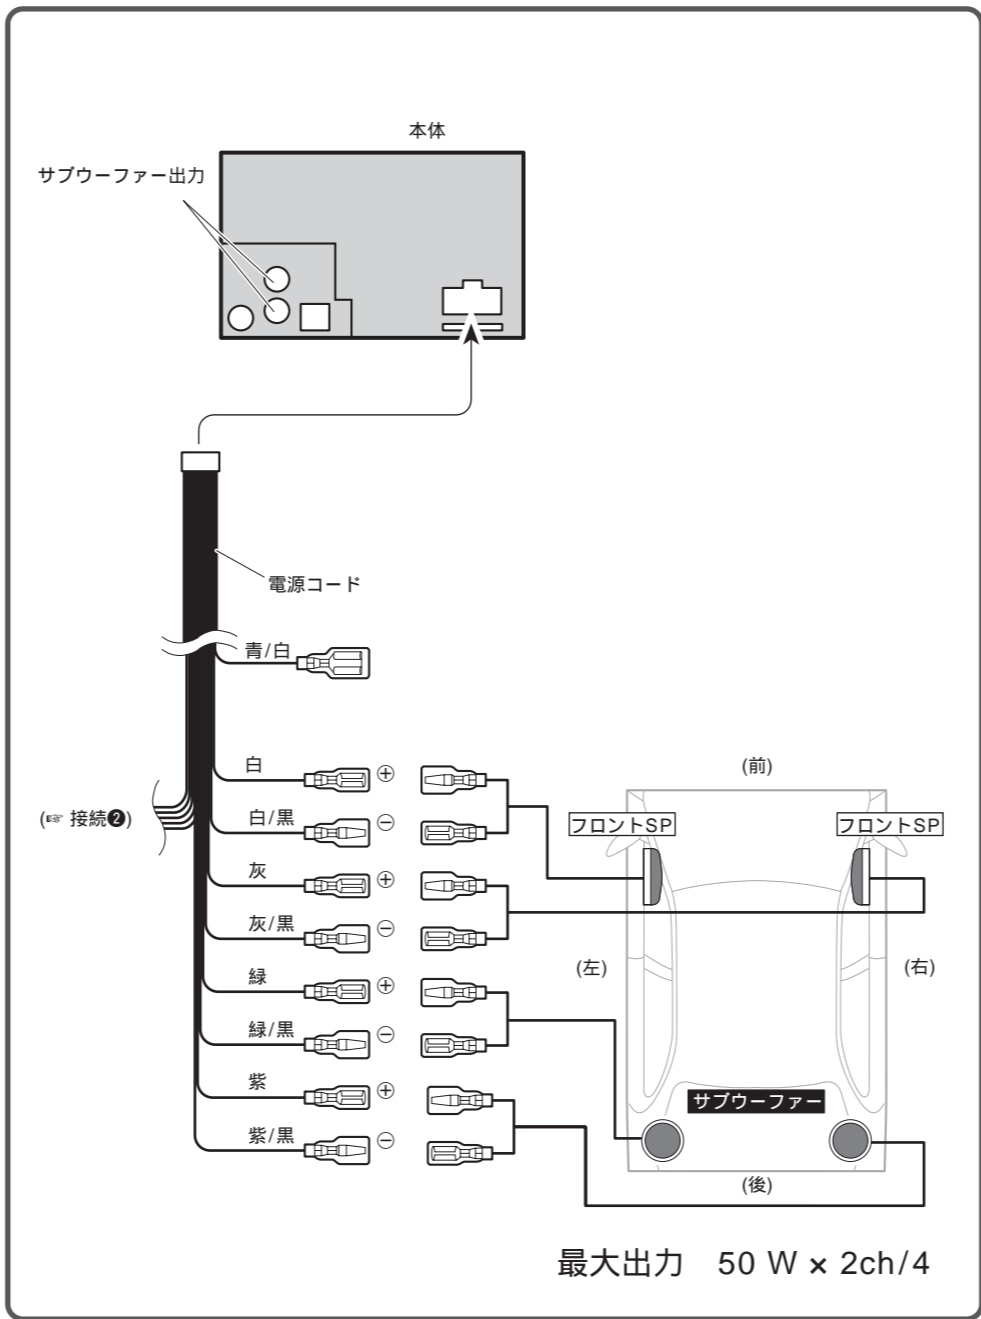 本体
サブウーファー出力
電源コード
青/白
白 ⊕
白/黒 ⊖
灰 ⊕
灰/黒 ⊖
緑 ⊕
緑/黒 ⊖
紫 ⊕
紫/黒 ⊖
(☞ 接続❷)
(前)
フロントSP
フロントSP
(左)
(右)
サブウーファー
(後)
最大出力 50 W × 2ch/4